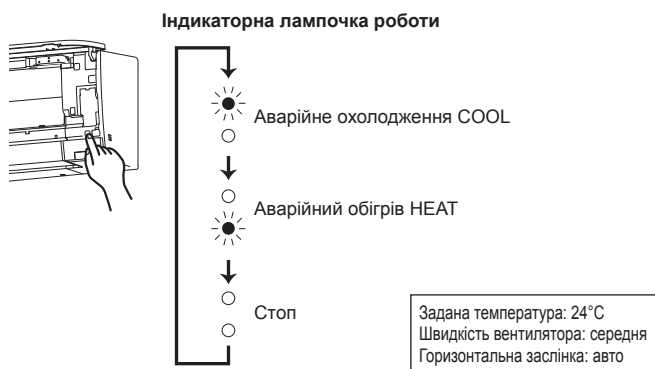 Індикаторна лампочка роботи
Аварійне охолодження COOL
Аварійний обігрів HEAT
Стоп
Задана температура: 24°C
Швидкість вентилятора: середня
Горизонтальна заслінка: авто